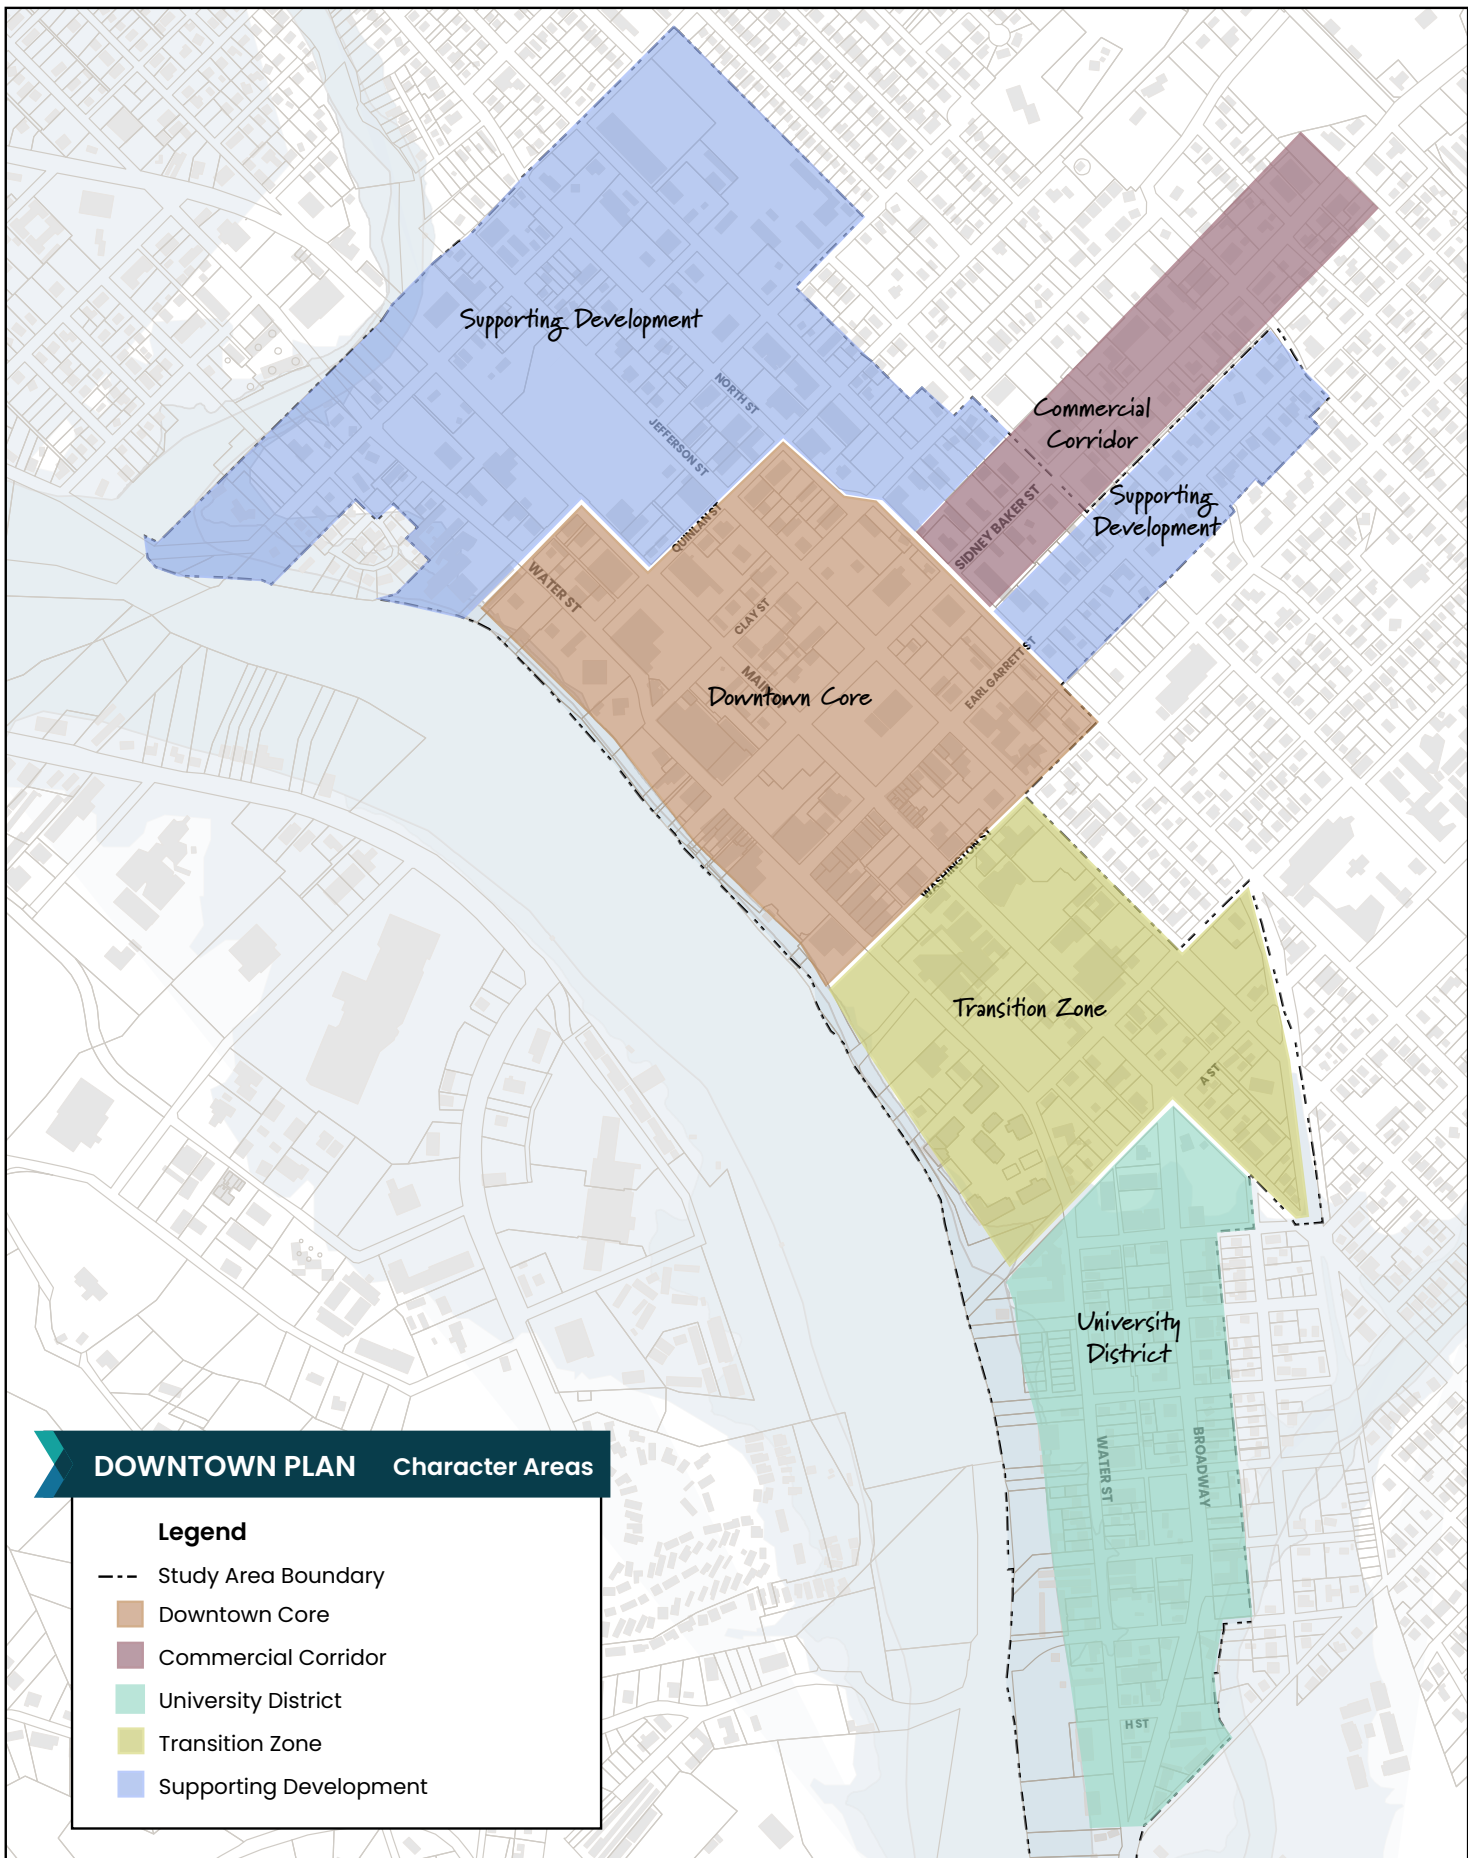 Supporting Development
NORTH ST
JEFFERSON ST
Commercial
Corridor
Supporting
Development
SIDNEY BAKER ST
QUINLAN ST
WATER ST
CLAY ST
EARL GARRETT ST
MAIN
Downtown Core
WASHINGTON ST
Transition Zone
A ST
University
District
WATER ST
BROADWAY
H ST
DOWNTOWN PLAN Character Areas
Legend
Study Area Boundary
Downtown Core
Commercial Corridor
University District
Transition Zone
Supporting Development